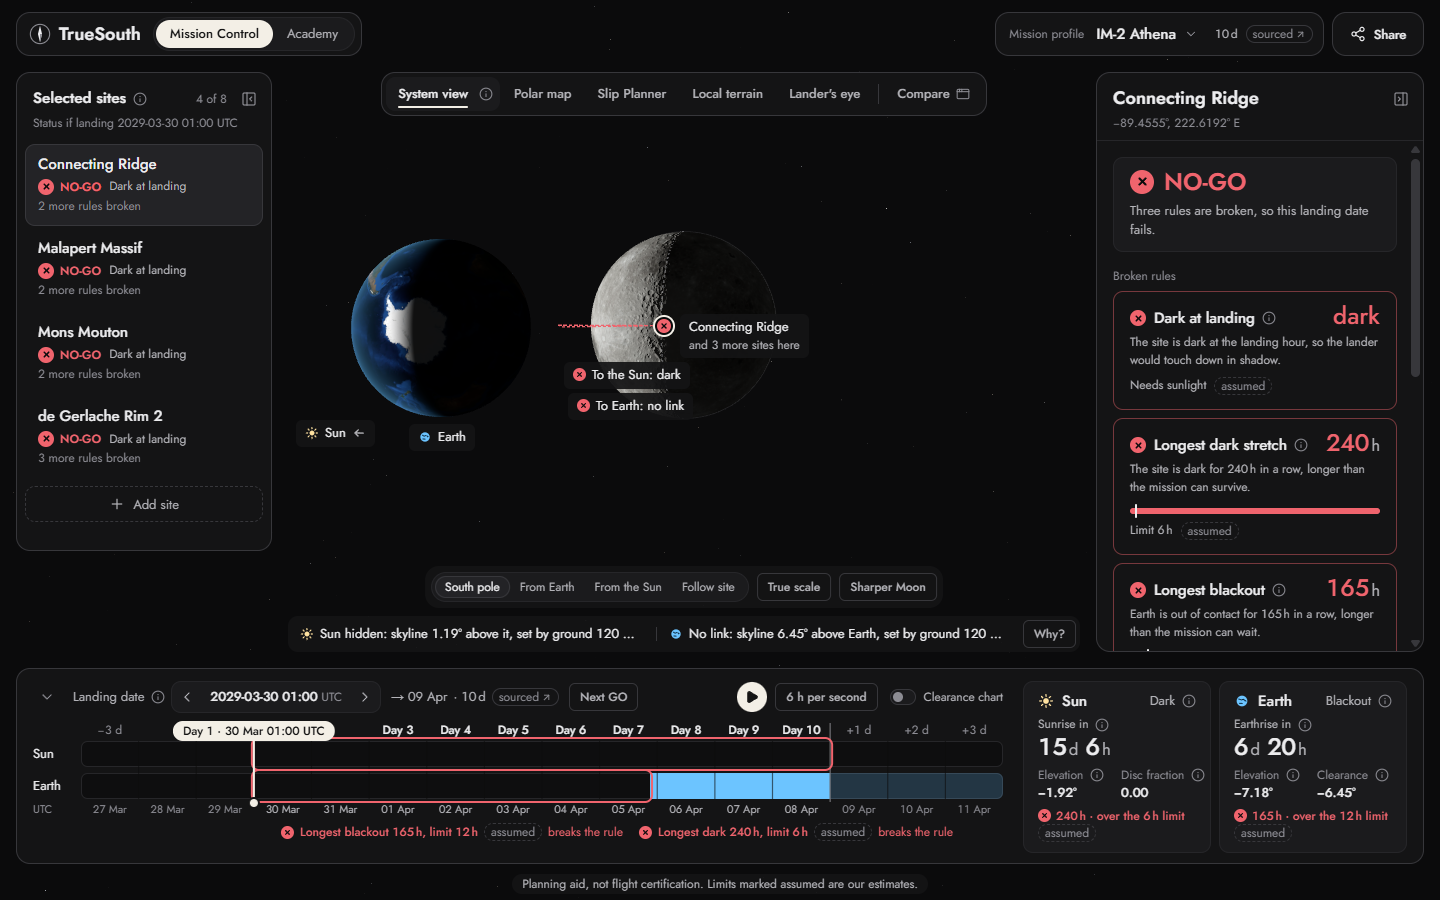 TrueSouth
Mission Control
Academy
Mission profile IM-2 Athena 10 d sourced ↗
Share
Selected sites 4 of 8
Status if landing 2029-03-30 01:00 UTC
Connecting Ridge
NO-GO Dark at landing
2 more rules broken
Malapert Massif
NO-GO Dark at landing
2 more rules broken
Mons Mouton
NO-GO Dark at landing
2 more rules broken
de Gerlache Rim 2
NO-GO Dark at landing
3 more rules broken
+ Add site
System view
Polar map
Slip Planner
Local terrain
Lander's eye
Compare
Connecting Ridge
and 3 more sites here
To the Sun: dark
To Earth: no link
Sun ←
Earth
South pole
From Earth
From the Sun
Follow site
True scale
Sharper Moon
Sun hidden: skyline 1.19° above it, set by ground 120 ...
No link: skyline 6.45° above Earth, set by ground 120 ...
Why?
Connecting Ridge
−89.4555°, 222.6192° E
NO-GO
Three rules are broken, so this landing date
fails.
Broken rules
Dark at landing dark
The site is dark at the landing hour, so the lander
would touch down in shadow.
Needs sunlight assumed
Longest dark stretch 240 h
The site is dark for 240 h in a row, longer than
the mission can survive.
Limit 6 h assumed
Longest blackout 165 h
Earth is out of contact for 165 h in a row, longer
than the mission can wait.
Landing date 2029-03-30 01:00 UTC → 09 Apr · 10 d sourced ↗ Next GO
6 h per second
Clearance chart
−3 d Day 1 · 30 Mar 01:00 UTC Day 3 Day 4 Day 5 Day 6 Day 7 Day 8 Day 9 Day 10 +1 d +2 d +3 d
Sun
Earth
UTC 27 Mar 28 Mar 29 Mar 30 Mar 31 Mar 01 Apr 02 Apr 03 Apr 04 Apr 05 Apr 06 Apr 07 Apr 08 Apr 09 Apr 10 Apr 11 Apr
Longest blackout 165 h, limit 12 h assumed breaks the rule
Longest dark 240 h, limit 6 h assumed breaks the rule
Sun Dark
Sunrise in
15 d 6 h
Elevation Disc fraction
−1.92° 0.00
240 h · over the 6 h limit
assumed
Earth Blackout
Earthrise in
6 d 20 h
Elevation Clearance
−7.18° −6.45°
165 h · over the 12 h limit
assumed
Planning aid, not flight certification. Limits marked assumed are our estimates.